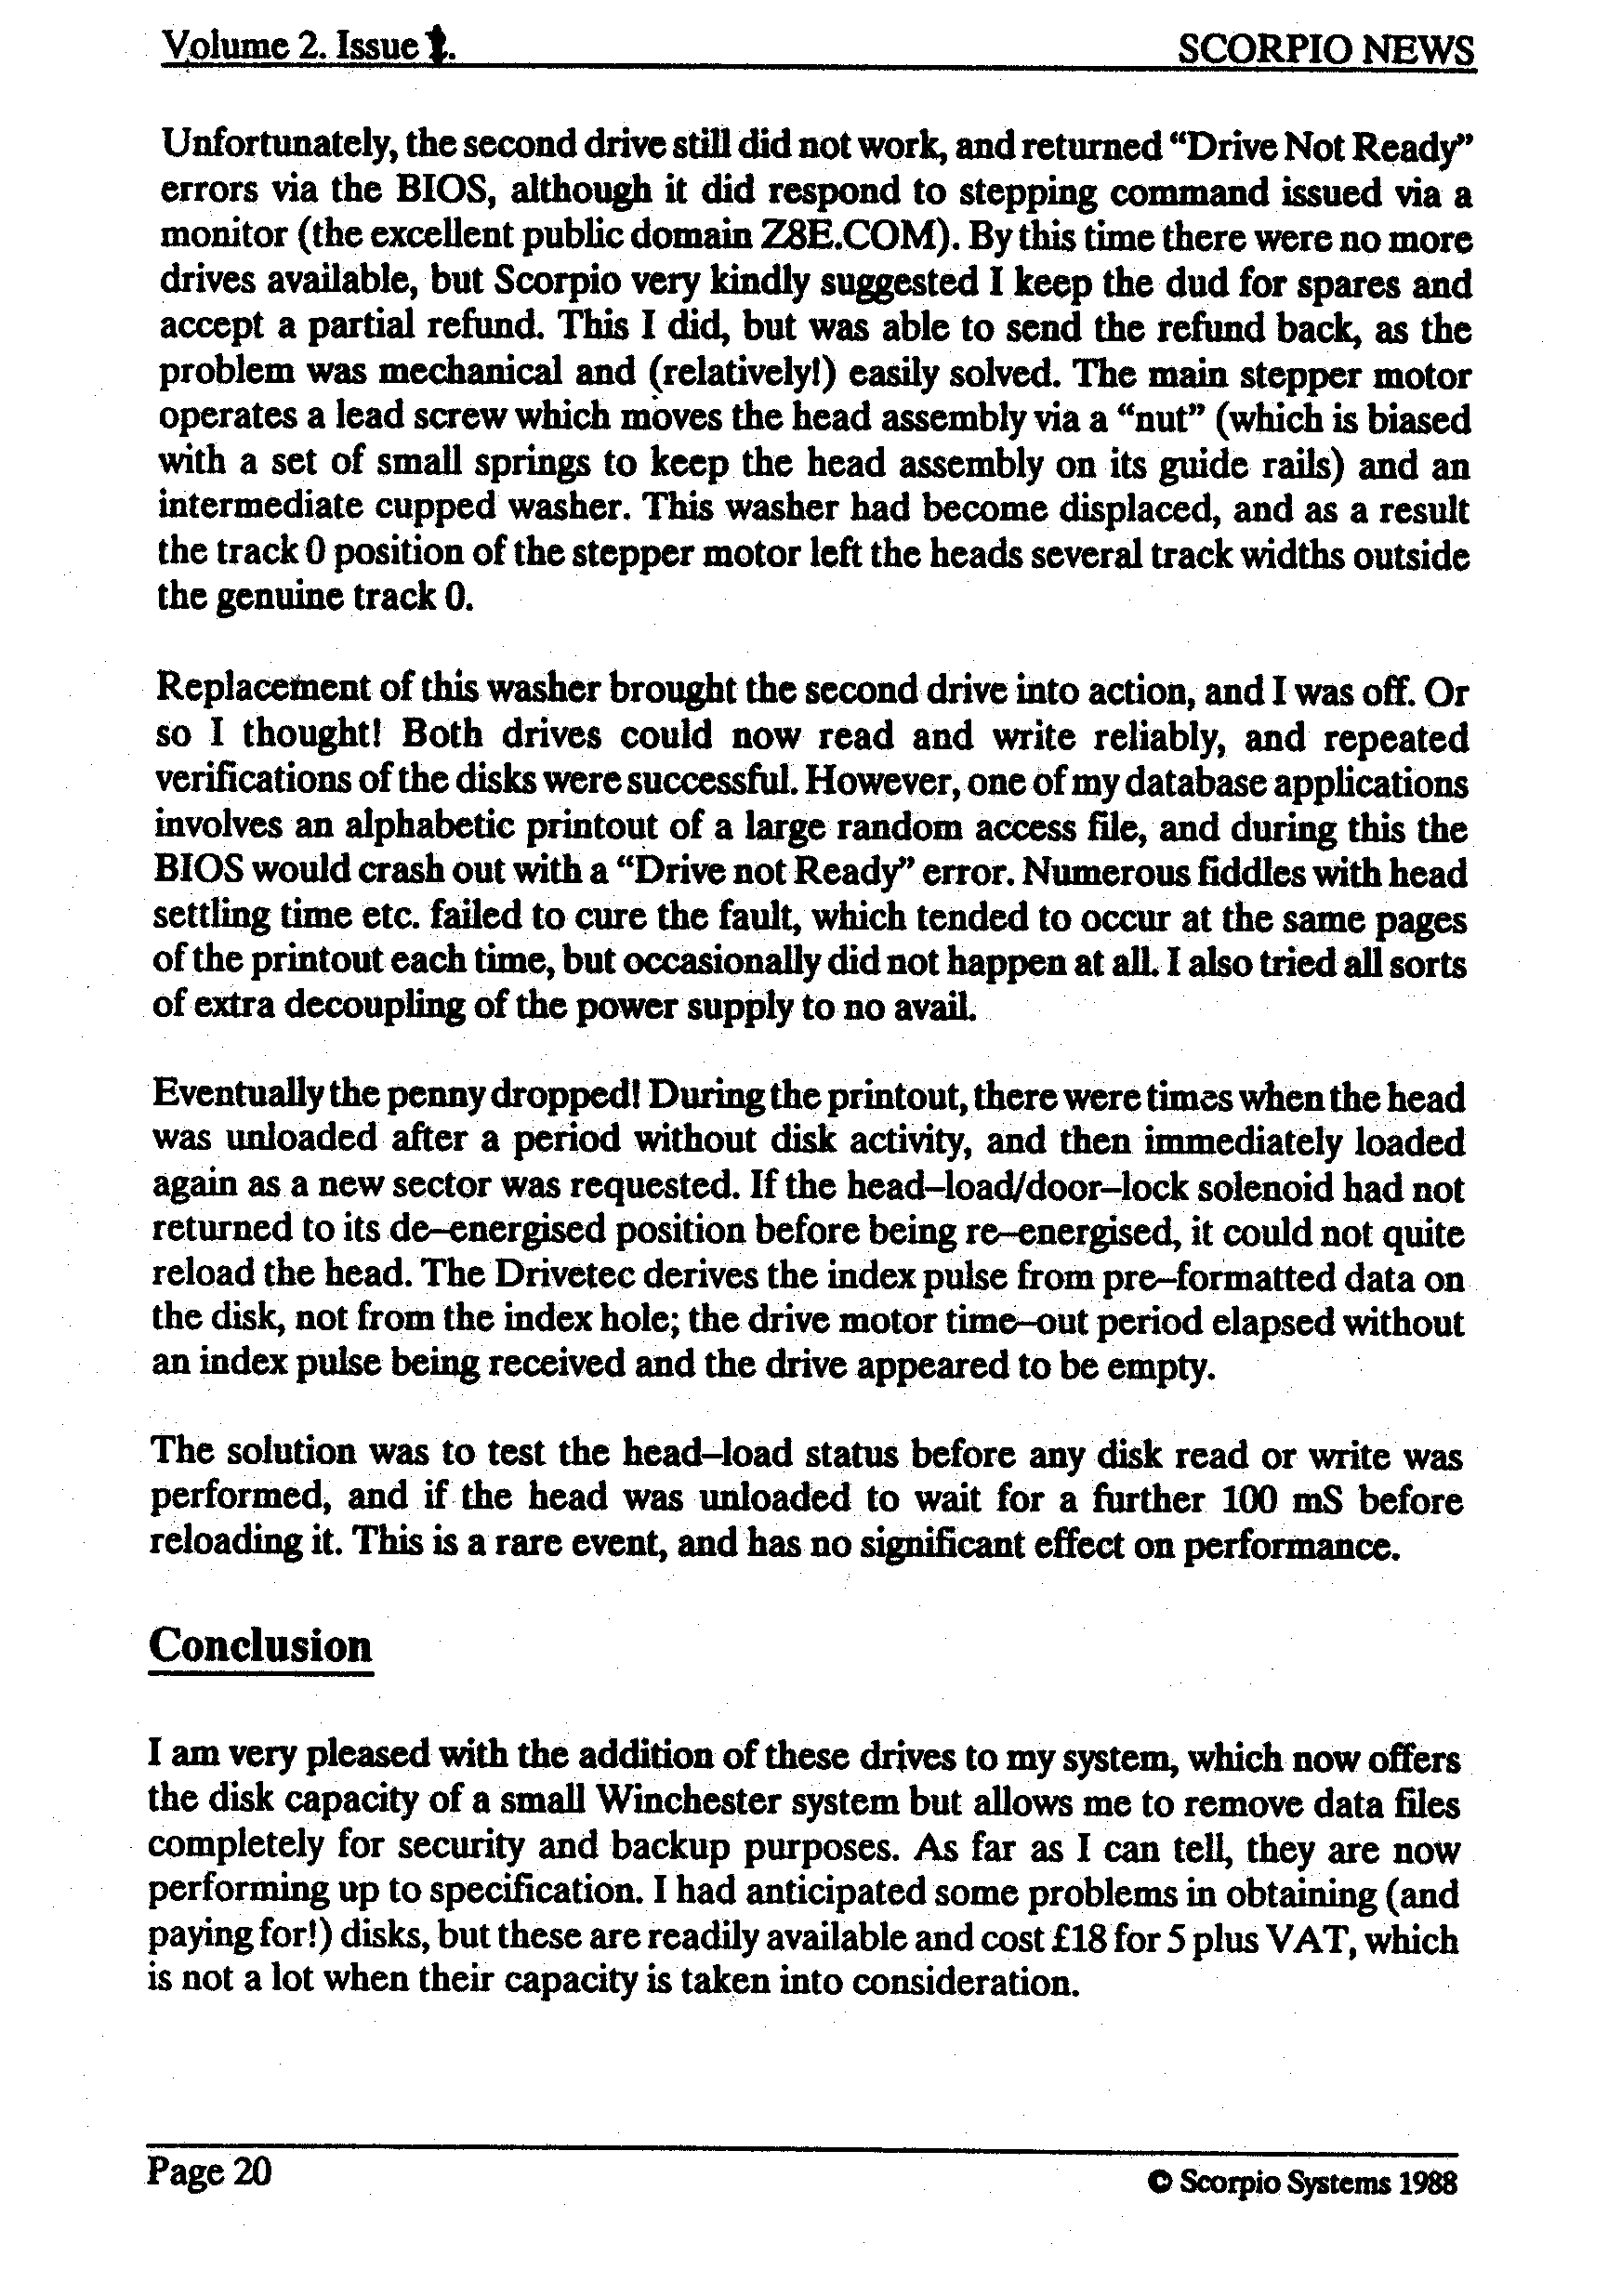 Volume 2. Issue 1.
SCORPIO NEWS
Unfortunately, the second drive still did not work, and returned “Drive Not Ready”
errors via the BIOS, although it did respond to stepping command issued via a
monitor (the excellent public domain Z8E.COM). By this time there were no more
drives available, but Scorpio very kindly suggested I keep the dud for spares and
accept a partial refund. This I did, but was able to send the refund back, as the
problem was mechanical and (relatively!) easily solved. The main stepper motor
operates a lead screw which moves the head assembly via a “nut” (which is biased
with a set of small springs to keep the head assembly on its guide rails) and an
intermediate cupped washer. This washer had become displaced, and as a result
the track 0 position of the stepper motor left the heads several track widths outside
the genuine track 0.
Replacement of this washer brought the second drive into action, and I was off. Or
so I thought! Both drives could now read and write reliably, and repeated
verifications of the disks were successful. However, one of my database applications
involves an alphabetic printout of a large random access file, and during this the
BIOS would crash out with a “Drive not Ready” error. Numerous fiddles with head
settling time etc. failed to cure the fault, which tended to occur at the same pages
of the printout each time, but occasionally did not happen at all. I also tried all sorts
of extra decoupling of the power supply to no avail.
Eventually the penny dropped! During the printout, there were times when the head
was unloaded after a period without disk activity, and then immediately loaded
again as a new sector was requested. If the head–load/door–lock solenoid had not
returned to its de–energised position before being re–energised, it could not quite
reload the head. The Drivetec derives the index pulse from pre–formatted data on
the disk, not from the index hole; the drive motor time–out period elapsed without
an index pulse being received and the drive appeared to be empty.
The solution was to test the head–load status before any disk read or write was
performed, and if the head was unloaded to wait for a further 100 mS before
reloading it. This is a rare event, and has no significant effect on performance.
Conclusion
I am very pleased with the addition of these drives to my system, which now offers
the disk capacity of a small Winchester system but allows me to remove data files
completely for security and backup purposes. As far as I can tell, they are now
performing up to specification. I had anticipated some problems in obtaining (and
paying for!) disks, but these are readily available and cost £18 for 5 plus VAT, which
is not a lot when their capacity is taken into consideration.
Page 20
© Scorpio Systems 1988